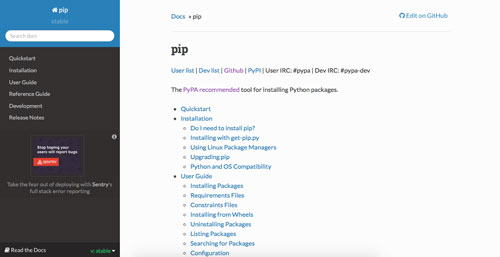 pip
stable
Search docs
Quickstart
Installation
User Guide
Reference Guide
Development
Release Notes
Stop hoping your
users will report bugs
Take the fear out of deploying with Sentry's
full stack error reporting
Read the Docs
v: stable
Docs » pip
Edit on GitHub
pip
User list | Dev list | Github | PyPI | User IRC: #pypa | Dev IRC: #pypa-dev
The PyPA recommended tool for installing Python packages.
Quickstart
Installation
Do I need to install pip?
Installing with get-pip.py
Using Linux Package Managers
Upgrading pip
Python and OS Compatibility
User Guide
Installing Packages
Requirements Files
Constraints Files
Installing from Wheels
Uninstalling Packages
Listing Packages
Searching for Packages
Configuration